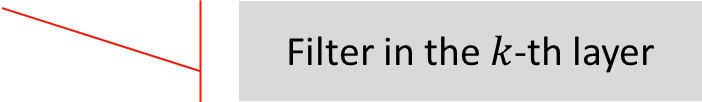 Filter in the k-th layer